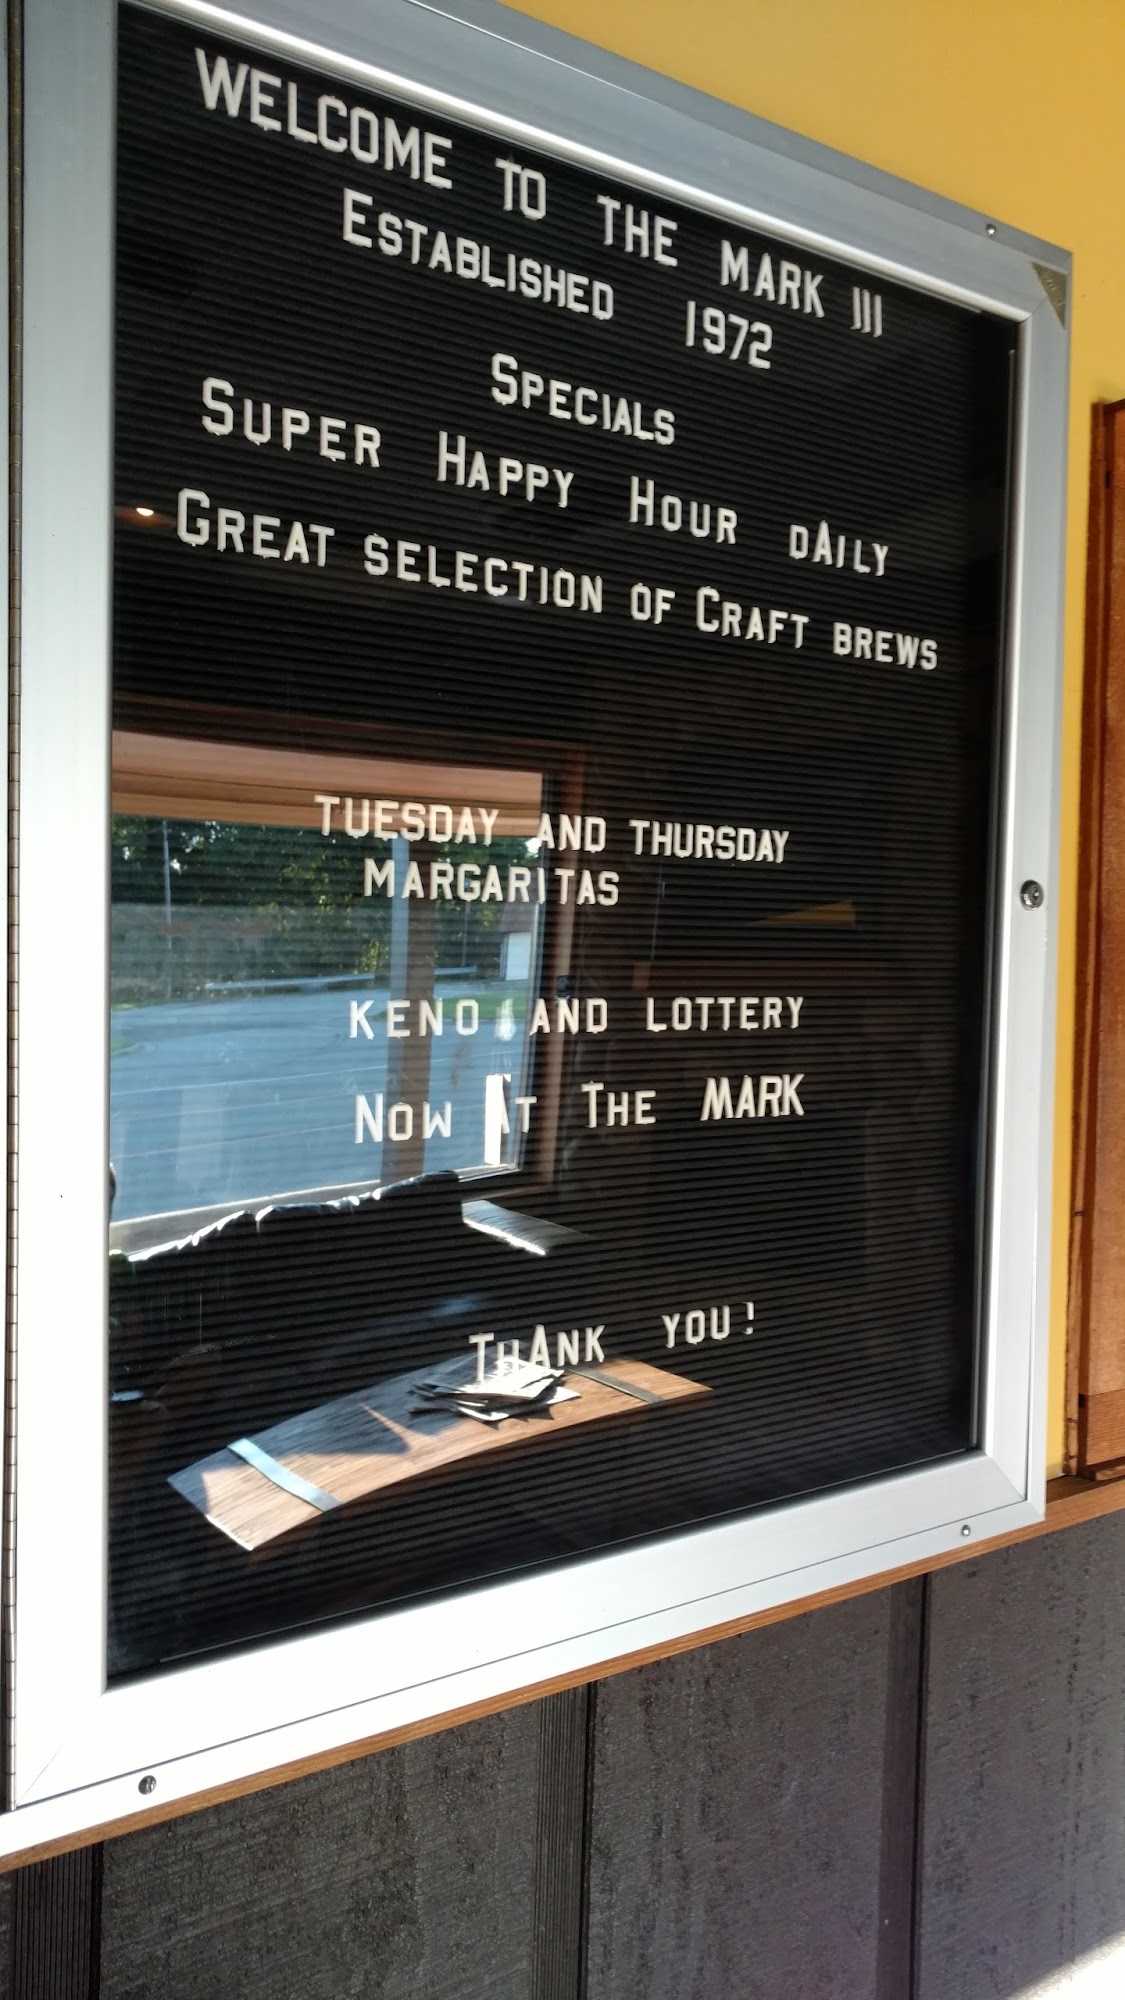 WELCOME TO THE MARK III
ESTABLISHED 1972
SPECIALS
SUPER HAPPY HOUR DAILY
GREAT SELECTION OF CRAFT BREWS
TUESDAY AND THURSDAY
MARGARITAS
KENO AND LOTTERY
NOW AT THE MARK
THANK YOU!